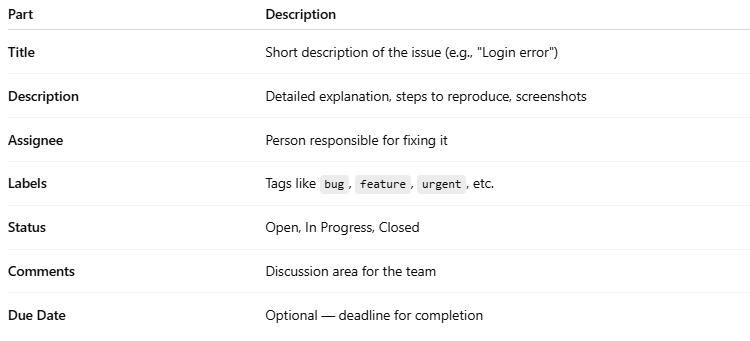 Part Description
Title Short description of the issue (e.g., "Login error")
Description Detailed explanation, steps to reproduce, screenshots
Assignee Person responsible for fixing it
Labels Tags like bug, feature, urgent, etc.
Status Open, In Progress, Closed
Comments Discussion area for the team
Due Date Optional — deadline for completion